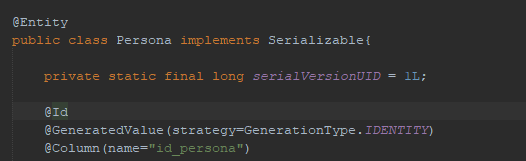 @Entity
public class Persona implements Serializable{
private static final long serialVersionUID = 1L;
@Id
@GeneratedValue(strategy=GenerationType.IDENTITY)
@Column(name="id_persona")